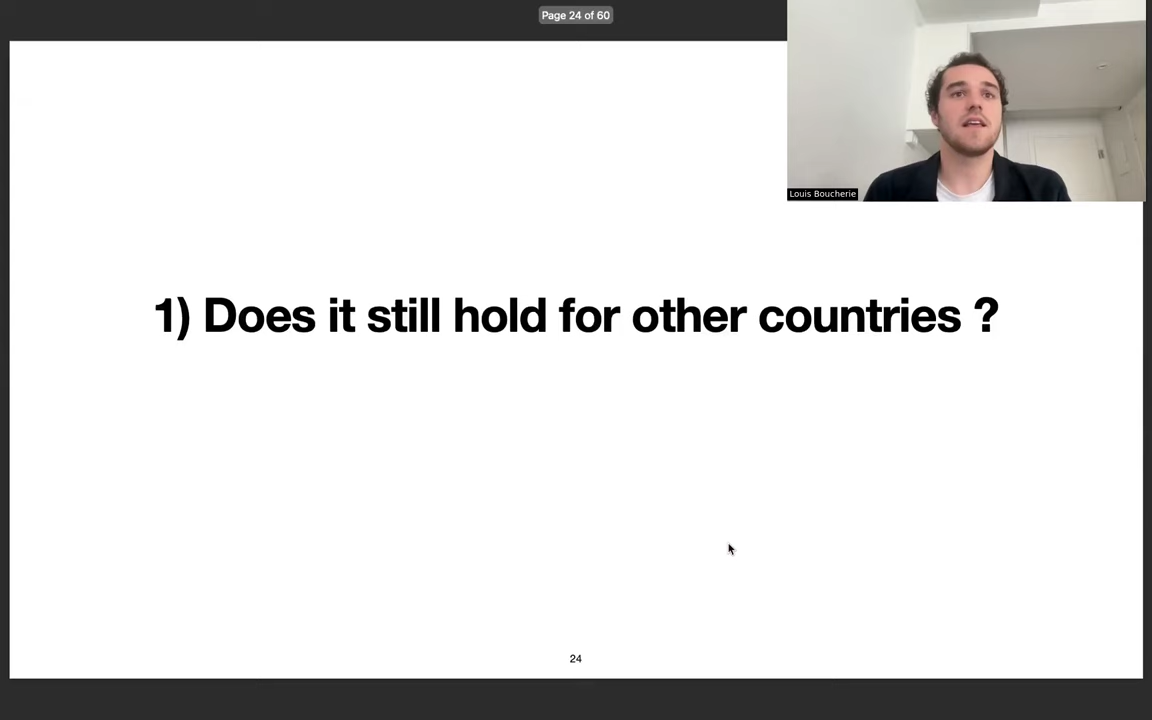 Page 24 of 60
Louis Boucherie
1) Does it still hold for other countries ?
24